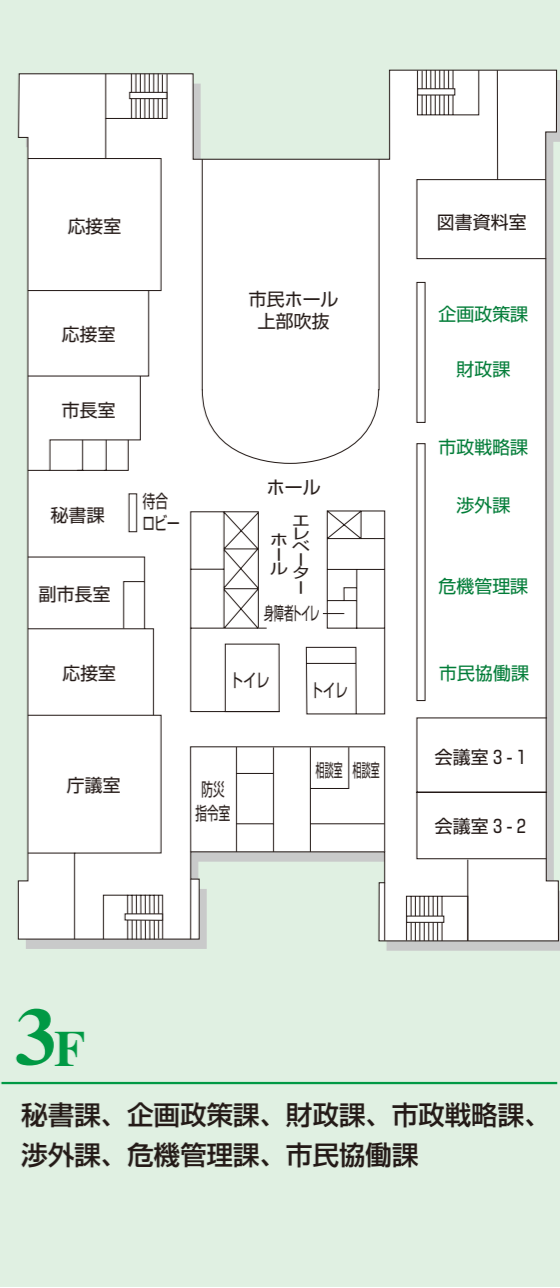 応接室
図書資料室
市民ホール
上部吹抜
企画政策課
応接室
財政課
市長室
市政戦略課
ホール
秘書課
待合
ロビー
渉外課
エレベーター
ホール
危機管理課
副市長室
身障者トイレ
応接室
トイレ
トイレ
市民協働課
会議室 3 - 1
相談室
相談室
庁議室
防災
指令室
会議室 3 - 2
3F
秘書課、企画政策課、財政課、市政戦略課、
渉外課、危機管理課、市民協働課